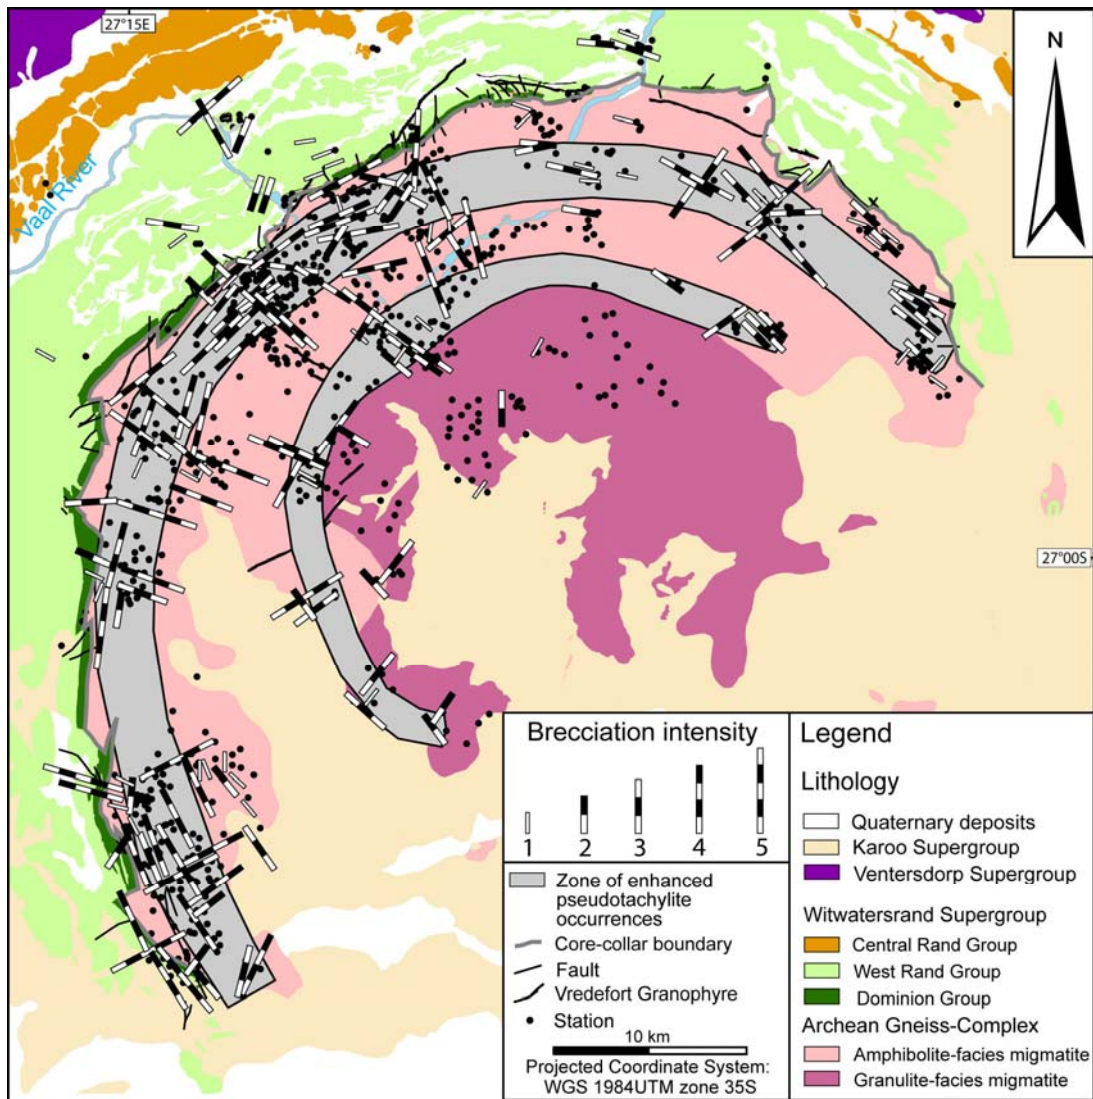 27°15E
N
Vaal River
27°00S
Brecciation intensity
1 2 3 4 5
Zone of enhanced
pseudotachylite
occurrences
Core-collar boundary
Fault
Vredefort Granophyre
Station
10 km
Projected Coordinate System:
WGS 1984UTM zone 35S
Legend
Lithology
Quaternary deposits
Karoo Supergroup
Ventersdorp Supergroup
Witwatersrand Supergroup
Central Rand Group
West Rand Group
Dominion Group
Archean Gneiss-Complex
Amphibolite-facies migmatite
Granulite-facies migmatite